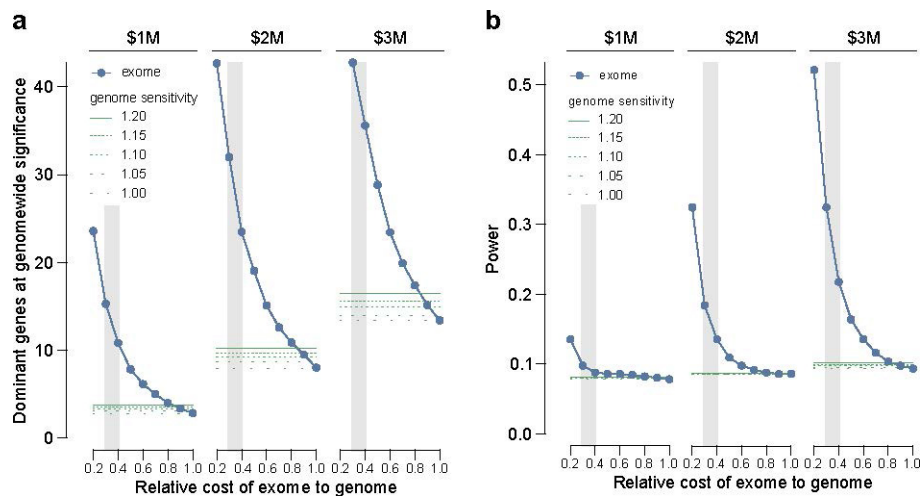 a
$1M
$2M
$3M
exome
genome sensitivity
1.20
1.15
1.10
1.05
1.00
Dominant genes at genomewide significance
40
30
20
10
0
0.2 0.4 0.6 0.8 1.0
0.2 0.4 0.6 0.8 1.0
0.2 0.4 0.6 0.8 1.0
Relative cost of exome to genome
b
$1M
$2M
$3M
exome
genome sensitivity
1.20
1.15
1.10
1.05
1.00
Power
0.5
0.4
0.3
0.2
0.1
0.0
0.2 0.4 0.6 0.8 1.0
0.2 0.4 0.6 0.8 1.0
0.2 0.4 0.6 0.8 1.0
Relative cost of exome to genome